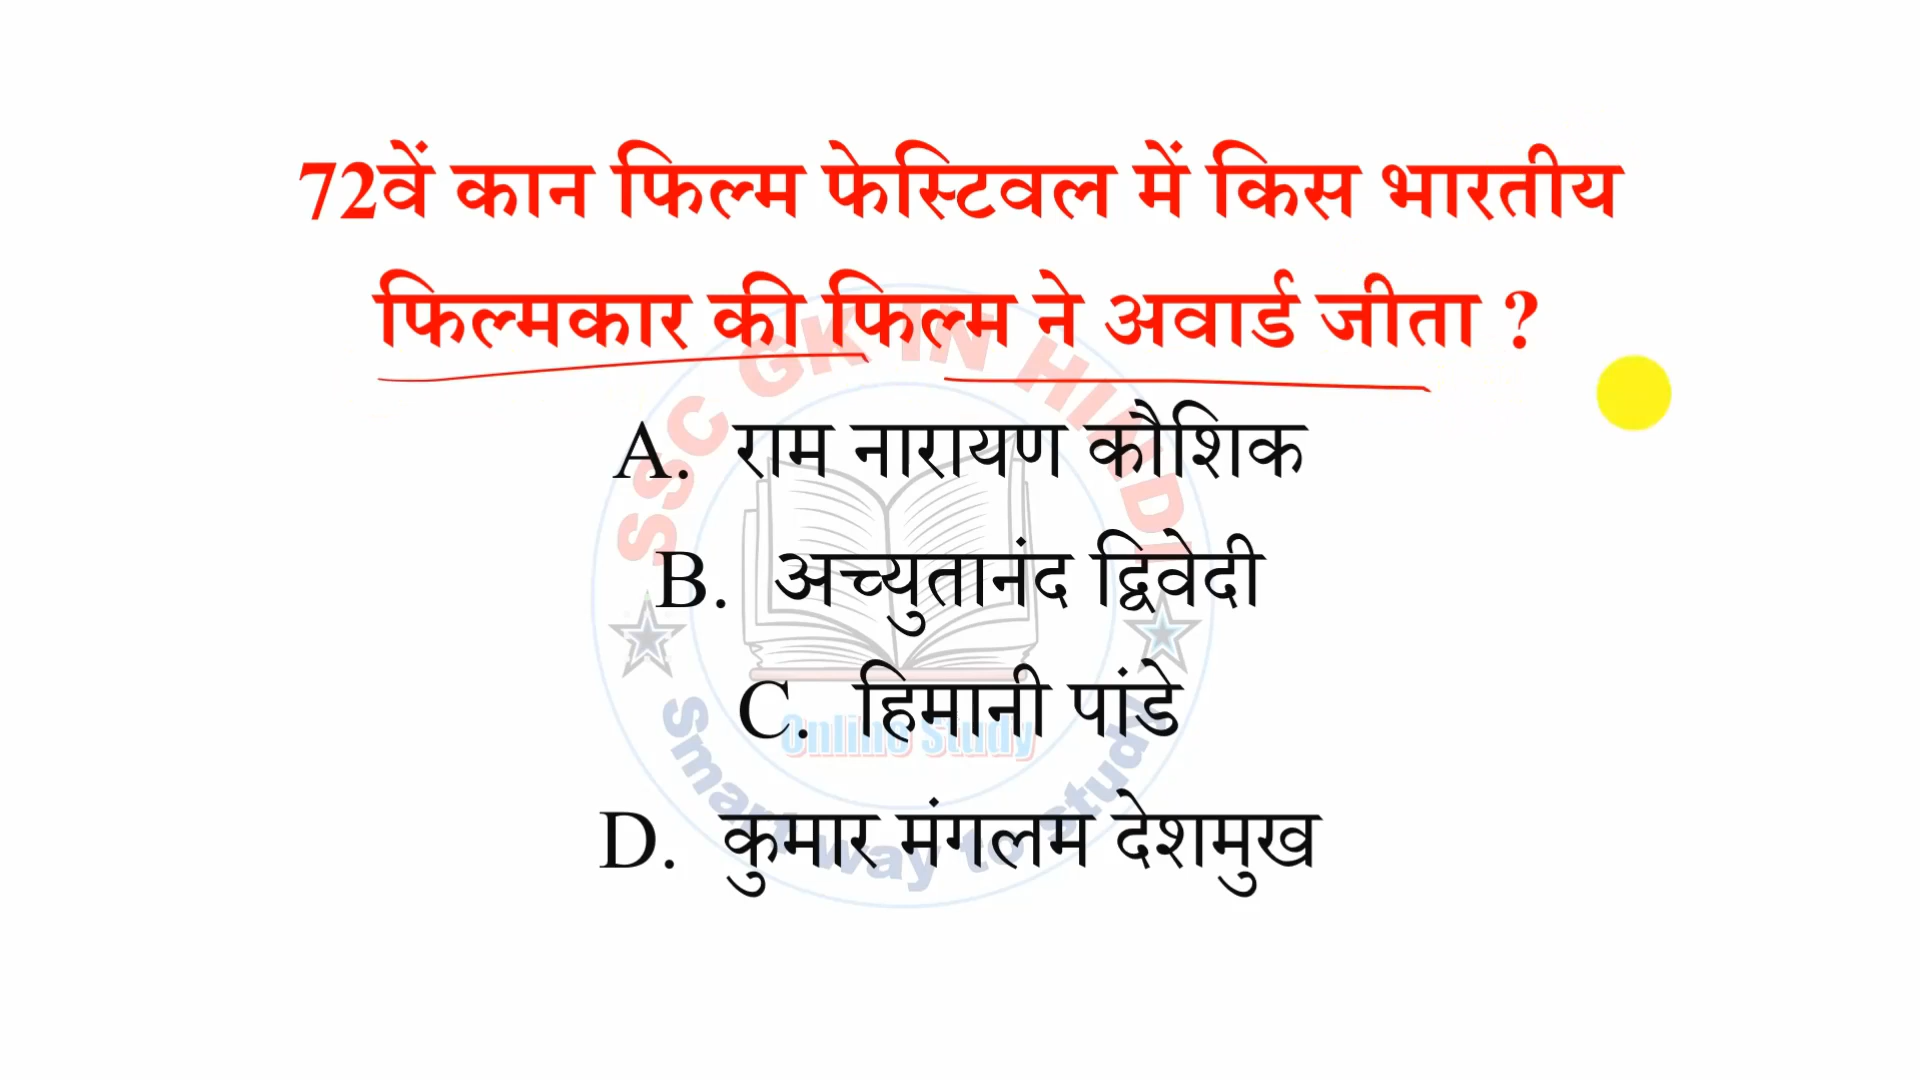 72वें कान फिल्म फेस्टिवल में किस भारतीय
फिल्मकार की फिल्म ने अवार्ड जीता ?
SSC GK IN HINDI
A. राम नारायण कौशिक
B. अच्युतानंद द्विवेदी
C. हिमानी पांडे
Online Study
D. कुमार मंगलम देशमुख
Smart way to study